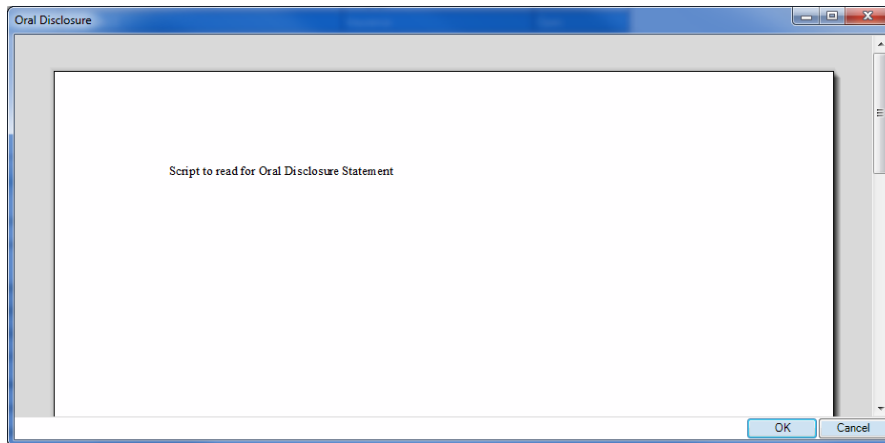 Oral Disclosure
Script to read for Oral Disclosure Statement
OK
Cancel